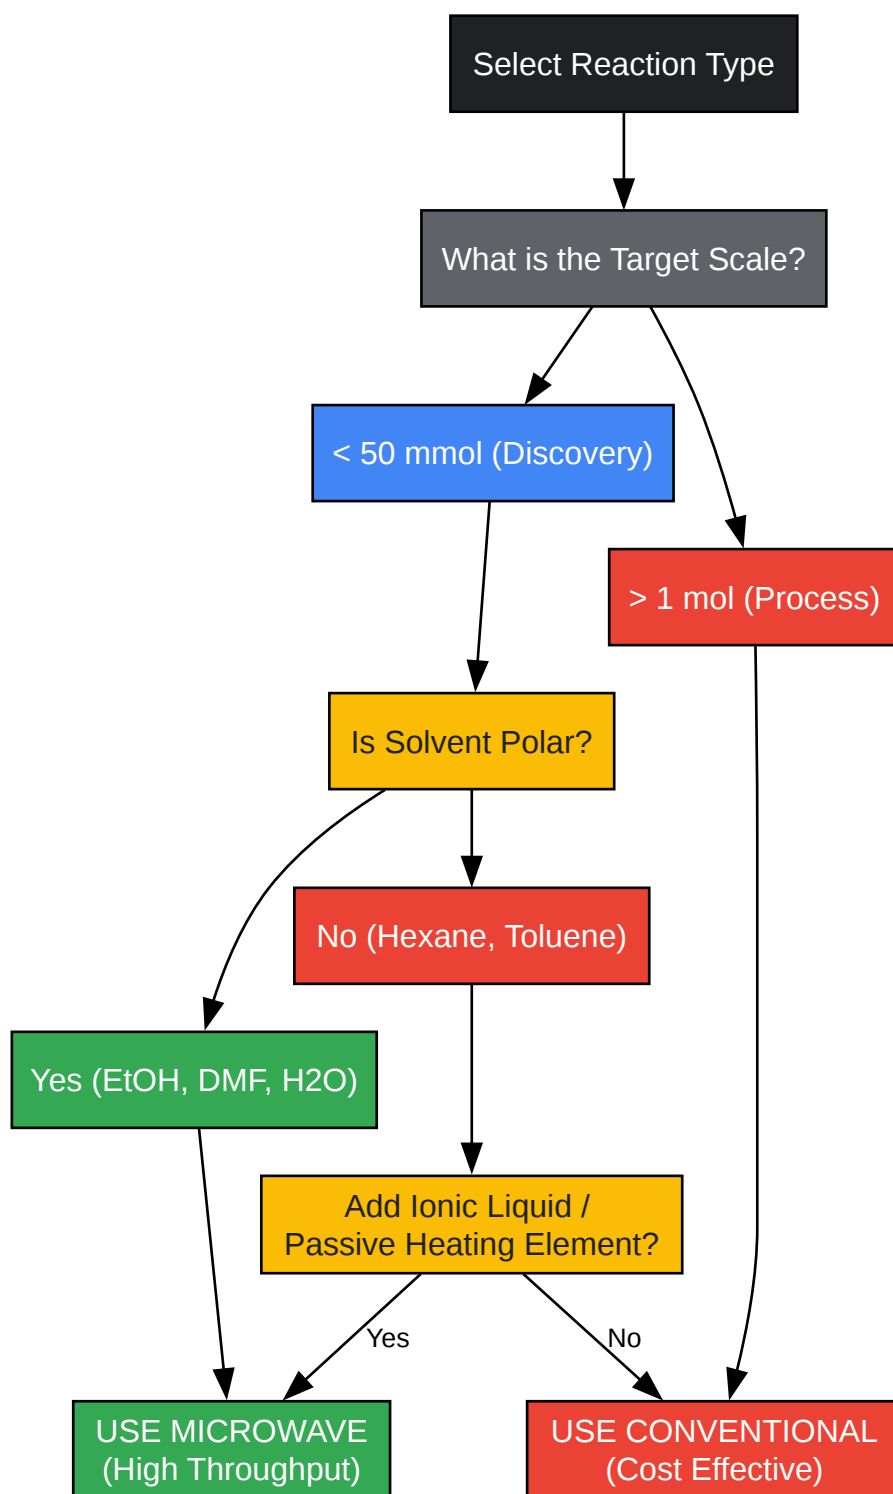 Select Reaction Type
What is the Target Scale?
< 50 mmol (Discovery)
> 1 mol (Process)
Is Solvent Polar?
No (Hexane, Toluene)
Yes (EtOH, DMF, H2O)
Add Ionic Liquid /
Passive Heating Element?
Yes
No
USE MICROWAVE
(High Throughput)
USE CONVENTIONAL
(Cost Effective)